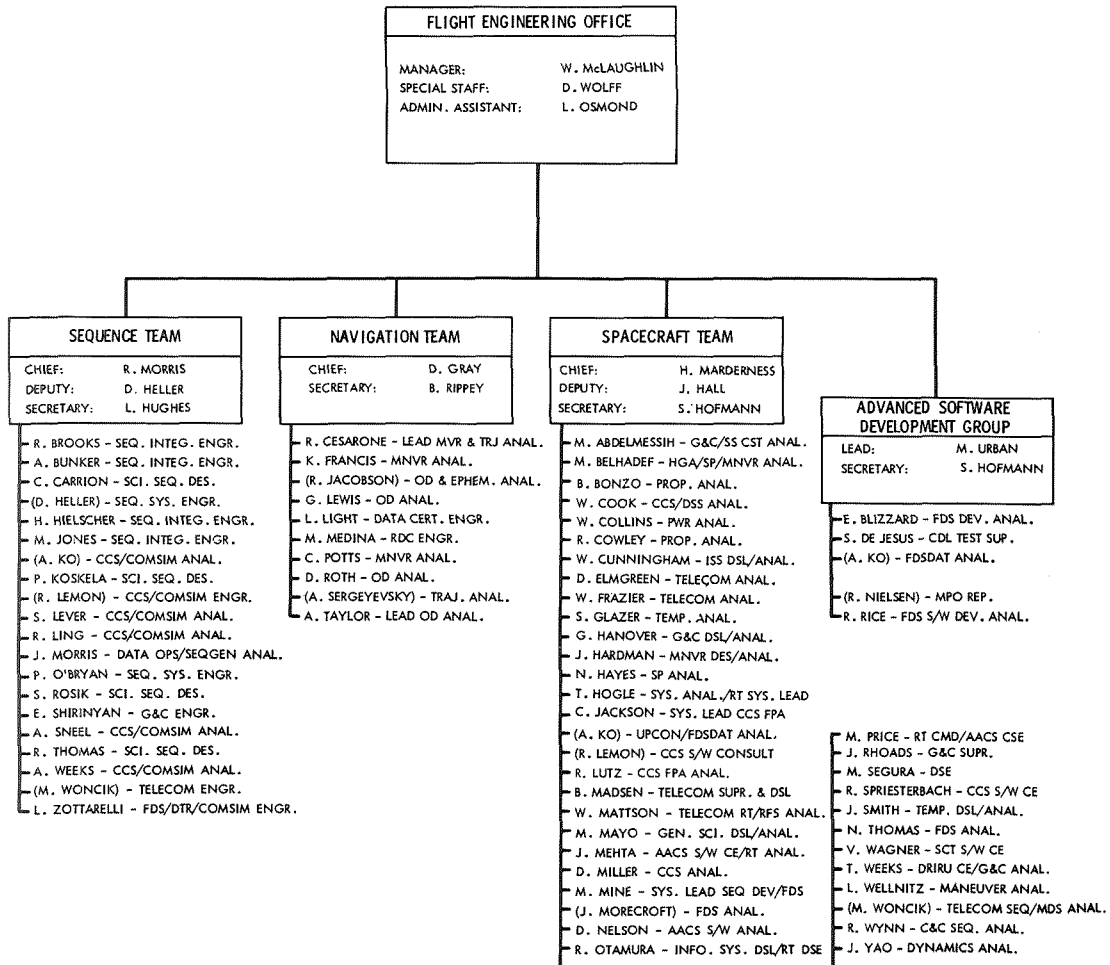 FLIGHT ENGINEERING OFFICE
MANAGER: W. McLAUGHLIN
SPECIAL STAFF: D. WOLFF
ADMIN. ASSISTANT: L. OSMOND
SEQUENCE TEAM
CHIEF: R. MORRIS
DEPUTY: D. HELLER
SECRETARY: L. HUGHES
R. BROOKS - SEQ. INTEG. ENGR.
A. BUNKER - SEQ. INTEG. ENGR.
C. CARRION - SCI. SEQ. DES.
(D. HELLER) - SEQ. SYS. ENGR.
H. HIELSCHER - SEQ. INTEG. ENGR.
M. JONES - SEQ. INTEG. ENGR.
(A. KO) - CCS/COMSIM ANAL.
P. KOSKELA - SCI. SEQ. DES.
(R. LEMON) - CCS/COMSIM ENGR.
S. LEVER - CCS/COMSIM ANAL.
R. LING - CCS/COMSIM ANAL.
J. MORRIS - DATA OPS/SEQGEN ANAL.
P. O'BRYAN - SEQ. SYS. ENGR.
S. ROSIK - SCI. SEQ. DES.
E. SHIRINYAN - G&C ENGR.
A. SNEEL - CCS/COMSIM ANAL.
R. THOMAS - SCI. SEQ. DES.
A. WEEKS - CCS/COMSIM ANAL.
(M. WONCIK) - TELECOM ENGR.
L. ZOTTARELLI - FDS/DTR/COMSIM ENGR.
NAVIGATION TEAM
CHIEF: D. GRAY
SECRETARY: B. RIPPEY
R. CESARONE - LEAD MVR & TRJ ANAL.
K. FRANCIS - MNVR ANAL.
(R. JACOBSON) - OD & EPHEM. ANAL.
G. LEWIS - OD ANAL.
L. LIGHT - DATA CERT. ENGR.
M. MEDINA - RDC ENGR.
C. POTTS - MNVR ANAL.
D. ROTH - OD ANAL.
(A. SERGEYEVSKY) - TRAJ. ANAL.
A. TAYLOR - LEAD OD ANAL.
SPACECRAFT TEAM
CHIEF: H. MARDERNESS
DEPUTY: J. HALL
SECRETARY: S. HOFMANN
M. ABDELMESSIH - G&C/SS CST ANAL.
M. BELHADEF - HGA/SP/MNVR ANAL.
B. BONZO - PROP. ANAL.
W. COOK - CCS/DSS ANAL.
W. COLLINS - PWR ANAL.
R. COWLEY - PROP. ANAL.
W. CUNNINGHAM - ISS DSL/ANAL.
D. ELMGREEN - TELECOM ANAL.
W. FRAZIER - TELECOM ANAL.
S. GLAZER - TEMP. ANAL.
G. HANOVER - G&C DSL/ANAL.
J. HARDMAN - MNVR DES/ANAL.
N. HAYES - SP ANAL.
T. HOGLE - SYS. ANAL./RT SYS. LEAD
C. JACKSON - SYS. LEAD CCS FPA
(A. KO) - UPCON/FDSDAT ANAL.
(R. LEMON) - CCS S/W CONSULT
R. LUTZ - CCS FPA ANAL.
B. MADSEN - TELECOM SUPR. & DSL
W. MATTSON - TELECOM RT/RFS ANAL.
M. MAYO - GEN. SCI. DSL/ANAL.
J. MEHTA - AACS S/W CE/RT ANAL.
D. MILLER - CCS ANAL.
M. MINE - SYS. LEAD SEQ DEV/FDS
(J. MORECROFT) - FDS ANAL.
D. NELSON - AACS S/W ANAL.
R. OTAMURA - INFO. SYS. DSL/RT DSE
M. PRICE - RT CMD/AACS CSE
J. RHOADS - G&C SUPR.
M. SEGURA - DSE
R. SPRIESTERBACH - CCS S/W CE
J. SMITH - TEMP. DSL/ANAL.
N. THOMAS - FDS ANAL.
V. WAGNER - SCT S/W CE
T. WEEKS - DRIRU CE/G&C ANAL.
L. WELLNITZ - MANEUVER ANAL.
(M. WONCIK) - TELECOM SEQ/MDS ANAL.
R. WYNN - C&C SEQ. ANAL.
J. YAO - DYNAMICS ANAL.
ADVANCED SOFTWARE
DEVELOPMENT GROUP
LEAD: M. URBAN
SECRETARY: S. HOFMANN
E. BLIZZARD - FDS DEV. ANAL.
S. DE JESUS - CDL TEST SUP.
(A. KO) - FDSDAT ANAL.
(R. NIELSEN) - MPO REP.
R. RICE - FDS S/W DEV. ANAL.